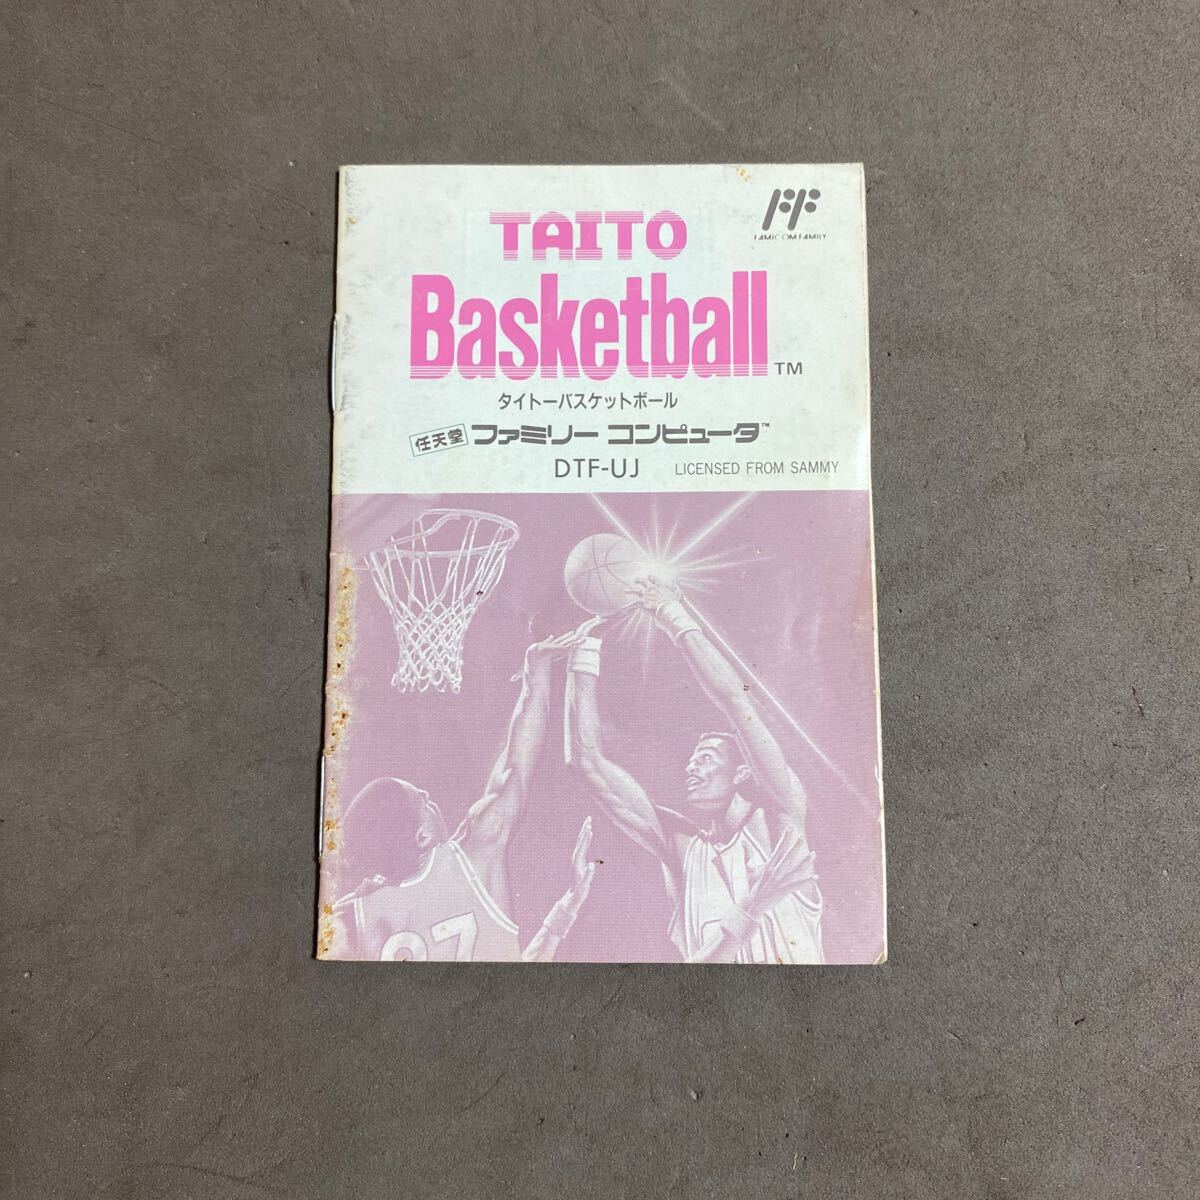 FAMICOM FAMILY
TAITO
Basketball TM
タイトーバスケットボール
任天堂 ファミリー コンピュータ™
DTF-UJ LICENSED FROM SAMMY